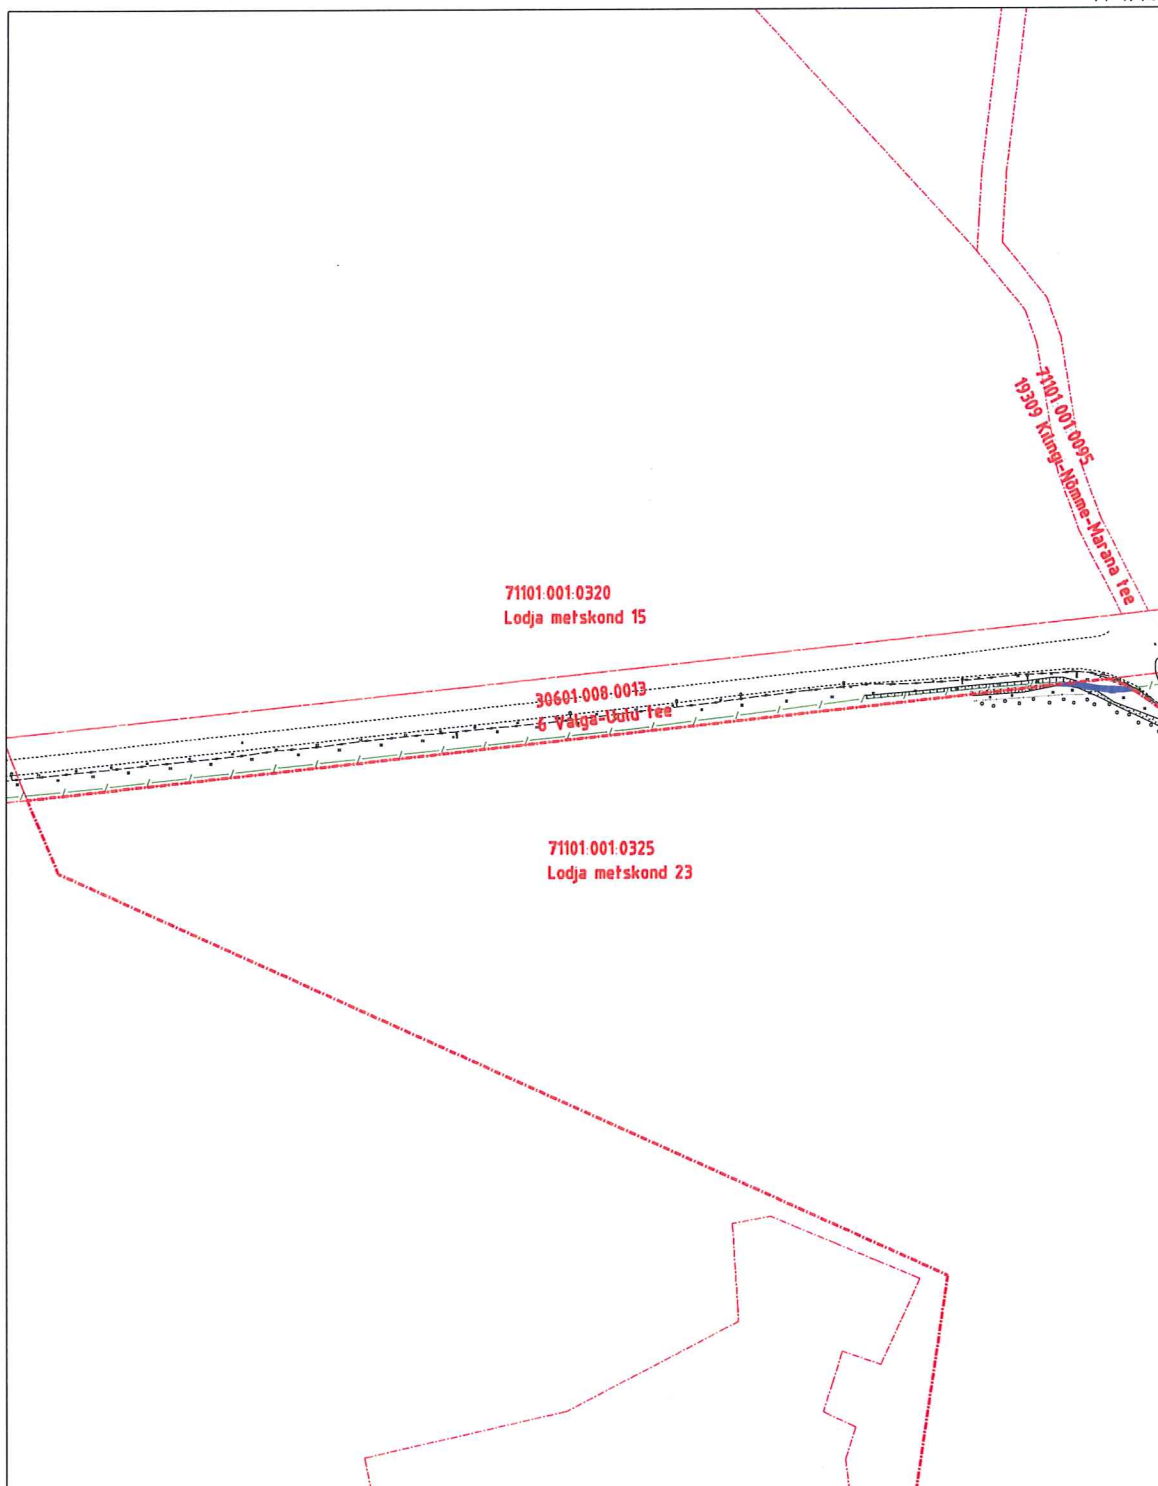 71101:001:0095
19309 Kilingi-Nõmme-Marana tee
71101:001:0320
Lodja metskond 15
30601:008:0013
6 Valga-Uulu tee
71101:001:0325
Lodja metskond 23